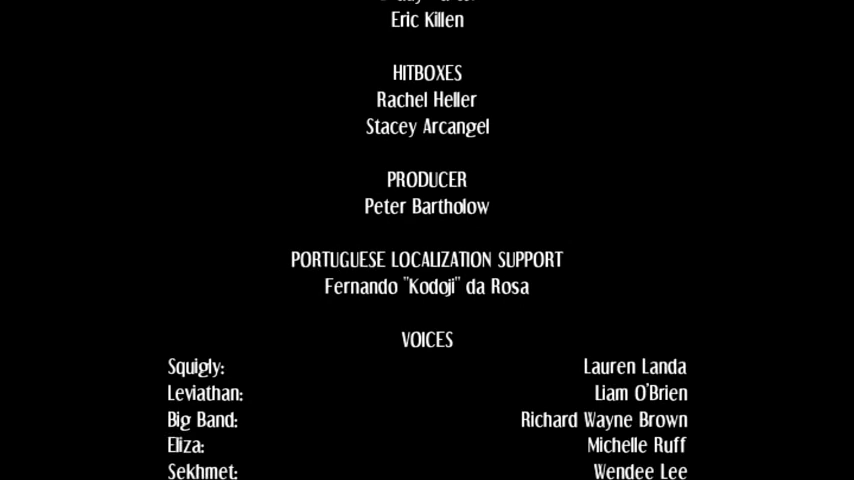 Eric Killen
HITBOXES
Rachel Heller
Stacey Arcangel
PRODUCER
Peter Bartholow
PORTUGUESE LOCALIZATION SUPPORT
Fernando "Kodoji" da Rosa
VOICES
Squigly: Lauren Landa
Leviathan: Liam O'Brien
Big Band: Richard Wayne Brown
Eliza: Michelle Ruff
Sekhmet: Wendee Lee